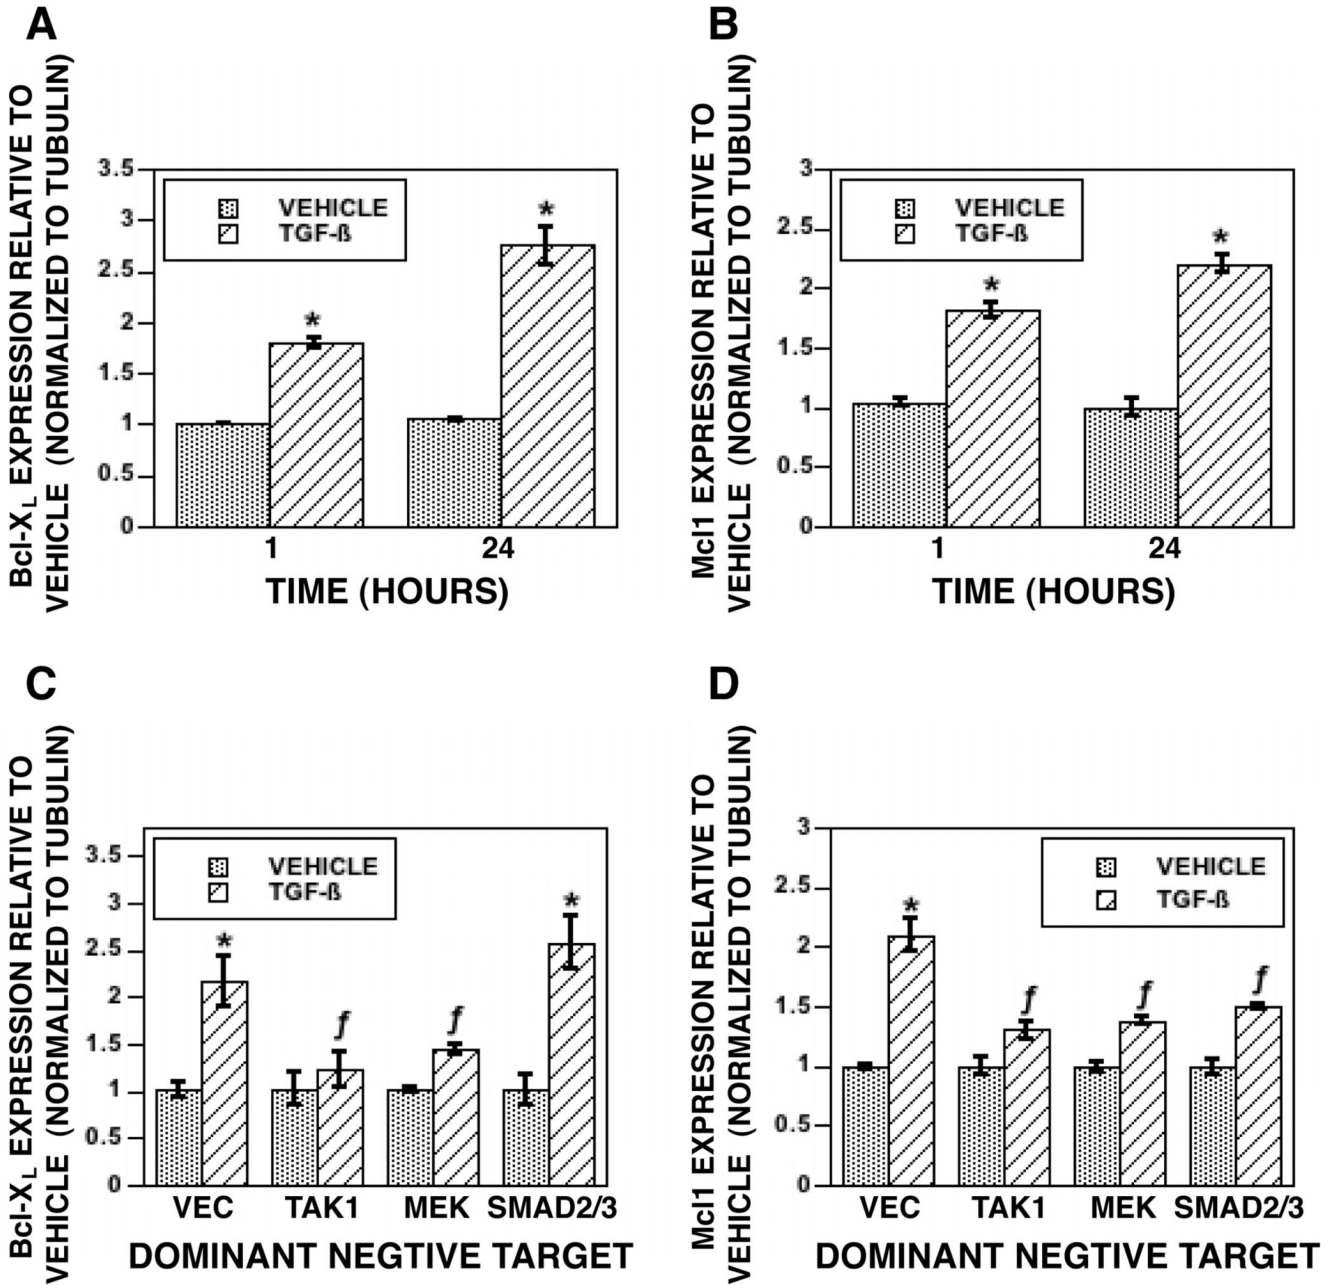 A
Bcl-XL EXPRESSION RELATIVE TO
VEHICLE (NORMALIZED TO TUBULIN)
3.5
3
2.5
2
1.5
1
0.5
0
VEHICLE
TGF-ß
*
*
1 24
TIME (HOURS)
B
Mcl1 EXPRESSION RELATIVE TO
VEHICLE (NORMALIZED TO TUBULIN)
3
2.5
2
1.5
1
0.5
0
VEHICLE
TGF-ß
*
*
1 24
TIME (HOURS)
C
Bcl-XL EXPRESSION RELATIVE TO
VEHICLE (NORMALIZED TO TUBULIN)
3.5
3
2.5
2
1.5
1
0.5
0
VEHICLE
TGF-ß
*
ƒ
ƒ
*
VEC TAK1 MEK SMAD2/3
DOMINANT NEGTIVE TARGET
D
Mcl1 EXPRESSION RELATIVE TO
VEHICLE (NORMALIZED TO TUBULIN)
3
2.5
2
1.5
1
0.5
0
VEHICLE
TGF-ß
*
ƒ
ƒ
ƒ
VEC TAK1 MEK SMAD2/3
DOMINANT NEGTIVE TARGET